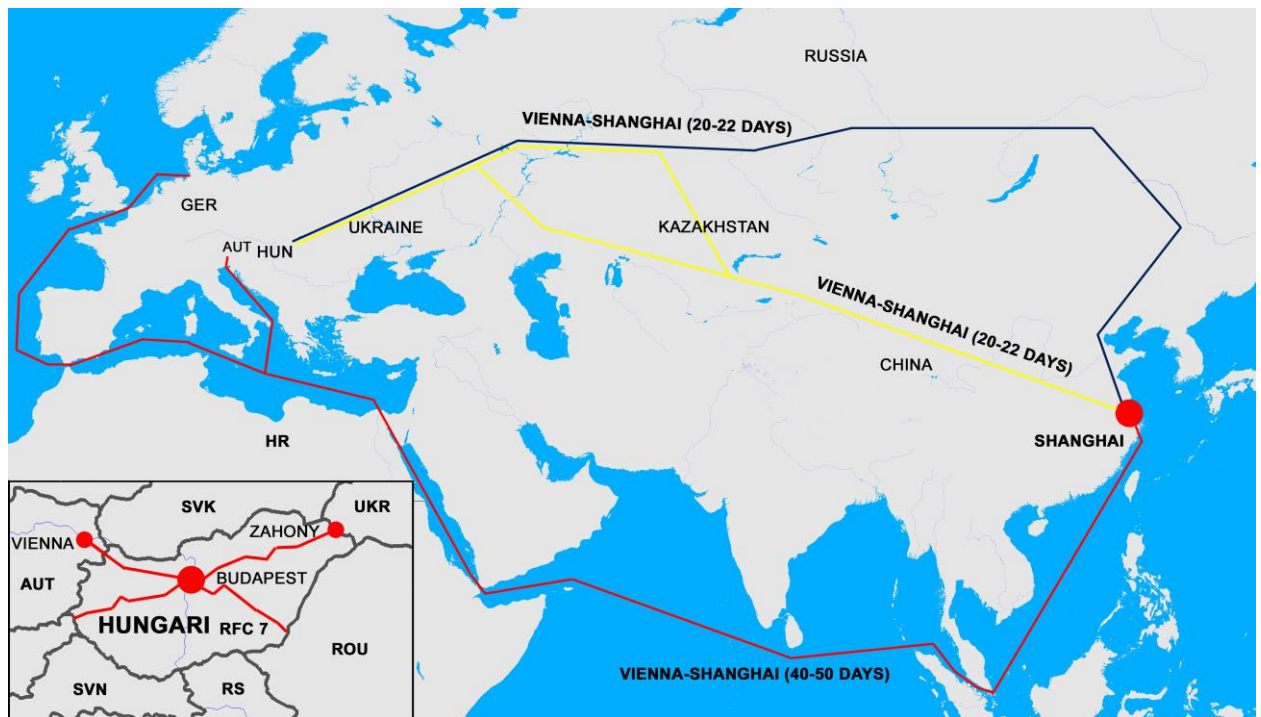 RUSSIA
VIENNA-SHANGHAI (20-22 DAYS)
GER
UKRAINE
KAZAKHSTAN
AUT
HUN
VIENNA-SHANGHAI (20-22 DAYS)
CHINA
SHANGHAI
HR
VIENNA-SHANGHAI (40-50 DAYS)
SVK
UKR
ZAHONY
VIENNA
BUDAPEST
AUT
HUNGARI
RFC 7
ROU
SVN
RS